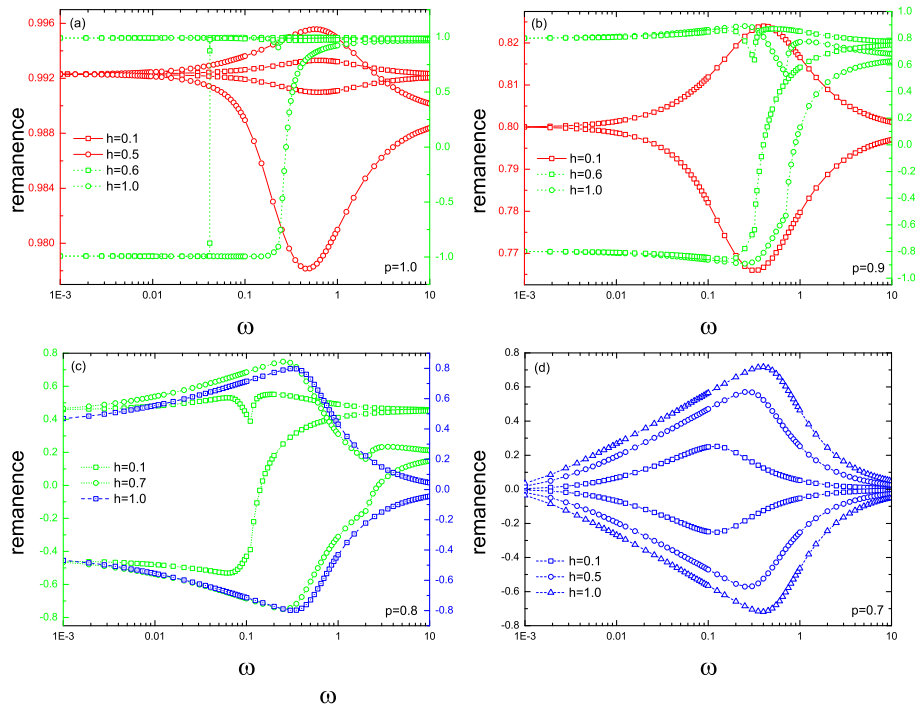 (a)
0.996
0.992
0.988
0.984
0.980
remanence
h=0.1
h=0.5
h=0.6
h=1.0
1.0
0.5
0.0
-0.5
-1.0
p=1.0
1E-3
0.01
0.1
1
10
ω
(b)
0.82
0.81
0.80
0.79
0.78
0.77
remanence
h=0.1
h=0.6
h=1.0
1.0
0.8
0.6
0.4
0.2
0.0
-0.2
-0.4
-0.6
-0.8
-1.0
p=0.9
1E-3
0.01
0.1
1
10
ω
(c)
0.8
0.6
0.4
0.2
0.0
-0.2
-0.4
-0.6
-0.8
remanence
h=0.1
h=0.7
h=1.0
0.8
0.6
0.4
0.2
0.0
-0.2
-0.4
-0.6
-0.8
p=0.8
1E-3
0.01
0.1
1
10
ω
(d)
0.8
0.6
0.4
0.2
0.0
-0.2
-0.4
-0.6
-0.8
remanence
h=0.1
h=0.5
h=1.0
p=0.7
1E-3
0.01
0.1
1
10
ω
ω